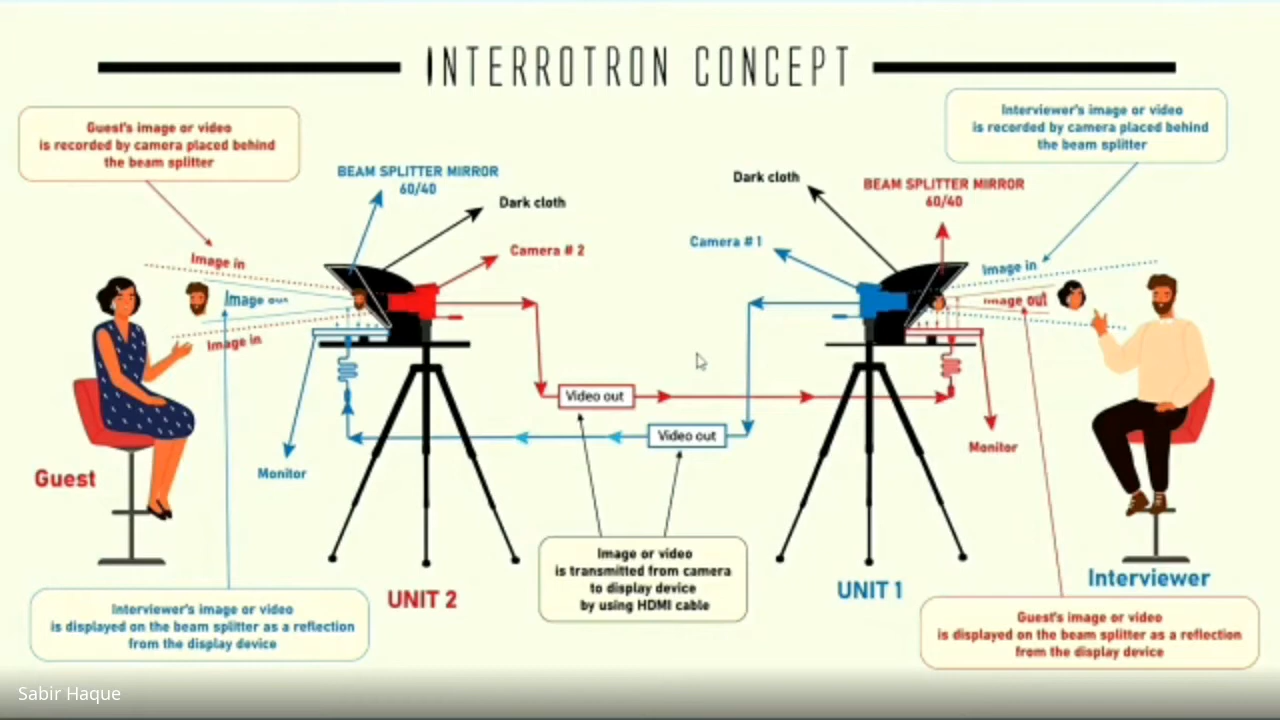 INTERROTRON CONCEPT
Guest's image or video
is recorded by camera placed behind
the beam splitter
Interviewer's image or video
is recorded by camera placed behind
the beam splitter
BEAM SPLITTER MIRROR
60/40
Dark cloth
Camera # 2
Dark cloth
BEAM SPLITTER MIRROR
60/40
Camera # 1
Image in
Image out
Image in
Image in
Image out
Video out
Video out
Monitor
Monitor
Guest
Interviewer
UNIT 2
UNIT 1
Image or video
is transmitted from camera
to display device
by using HDMI cable
Interviewer's image or video
is displayed on the beam splitter as a reflection
from the display device
Guest's image or video
is displayed on the beam splitter as a reflection
from the display device
Sabir Haque